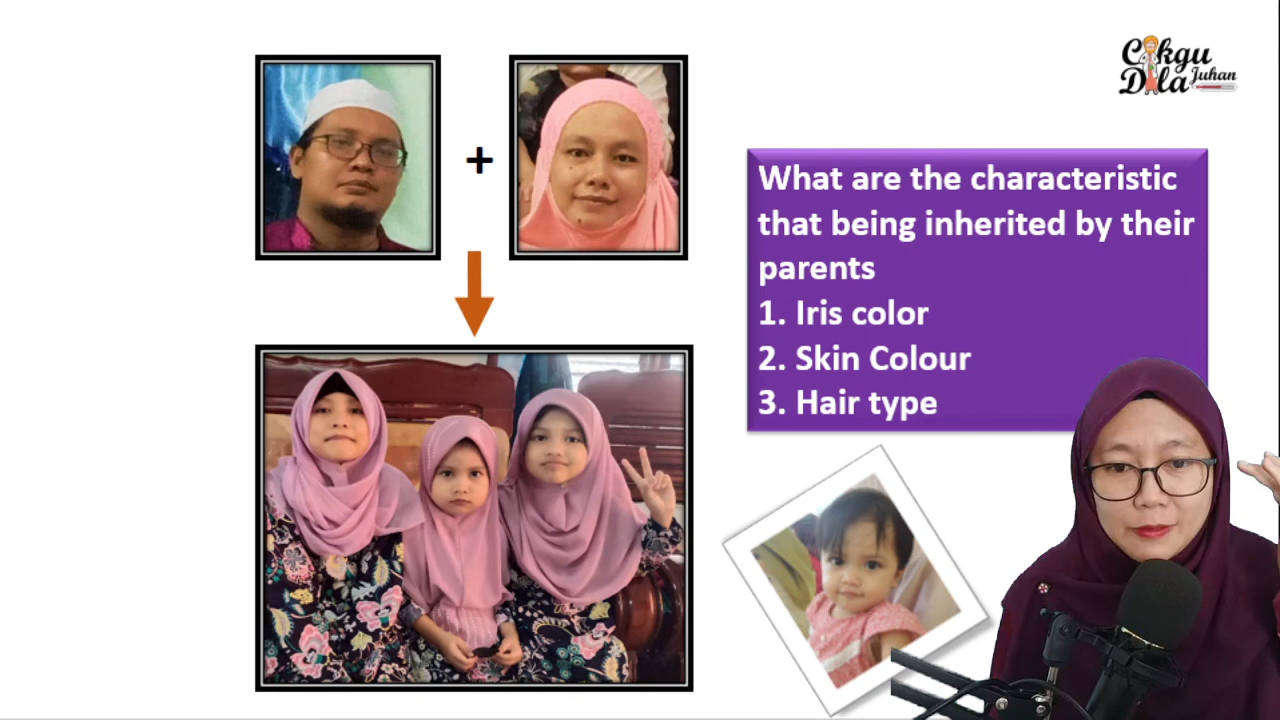 Cikgu
Dila Juhan
+
What are the characteristic
that being inherited by their
parents
1. Iris color
2. Skin Colour
3. Hair type